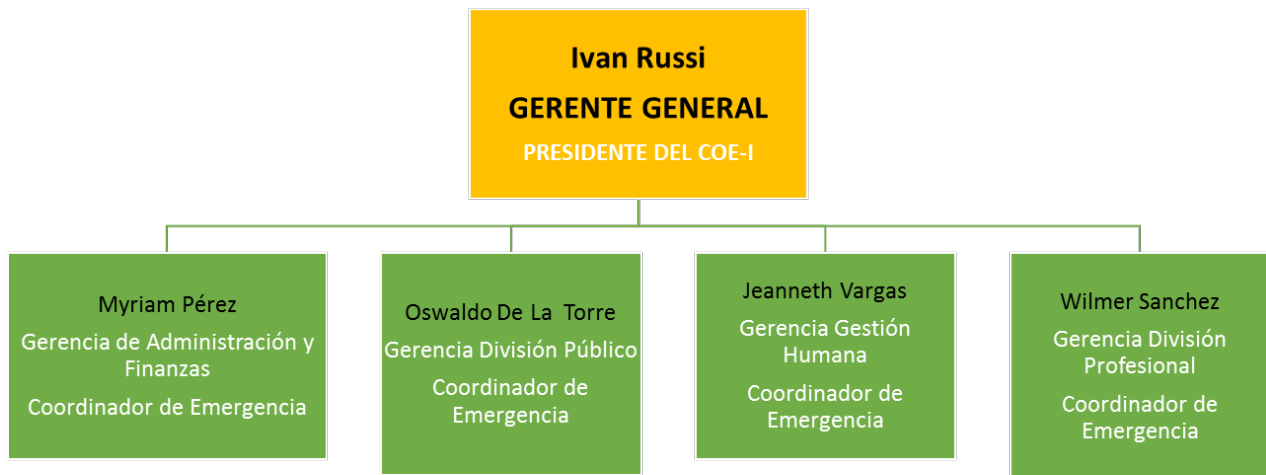 Ivan Russi
GERENTE GENERAL
PRESIDENTE DEL COE-I
Myriam Pérez
Gerencia de Administración y
Finanzas
Coordinador de Emergencia
Oswaldo De La Torre
Gerencia División Público
Coordinador de
Emergencia
Jeanneth Vargas
Gerencia Gestión
Humana
Coordinador de
Emergencia
Wilmer Sanchez
Gerencia División
Profesional
Coordinador de
Emergencia